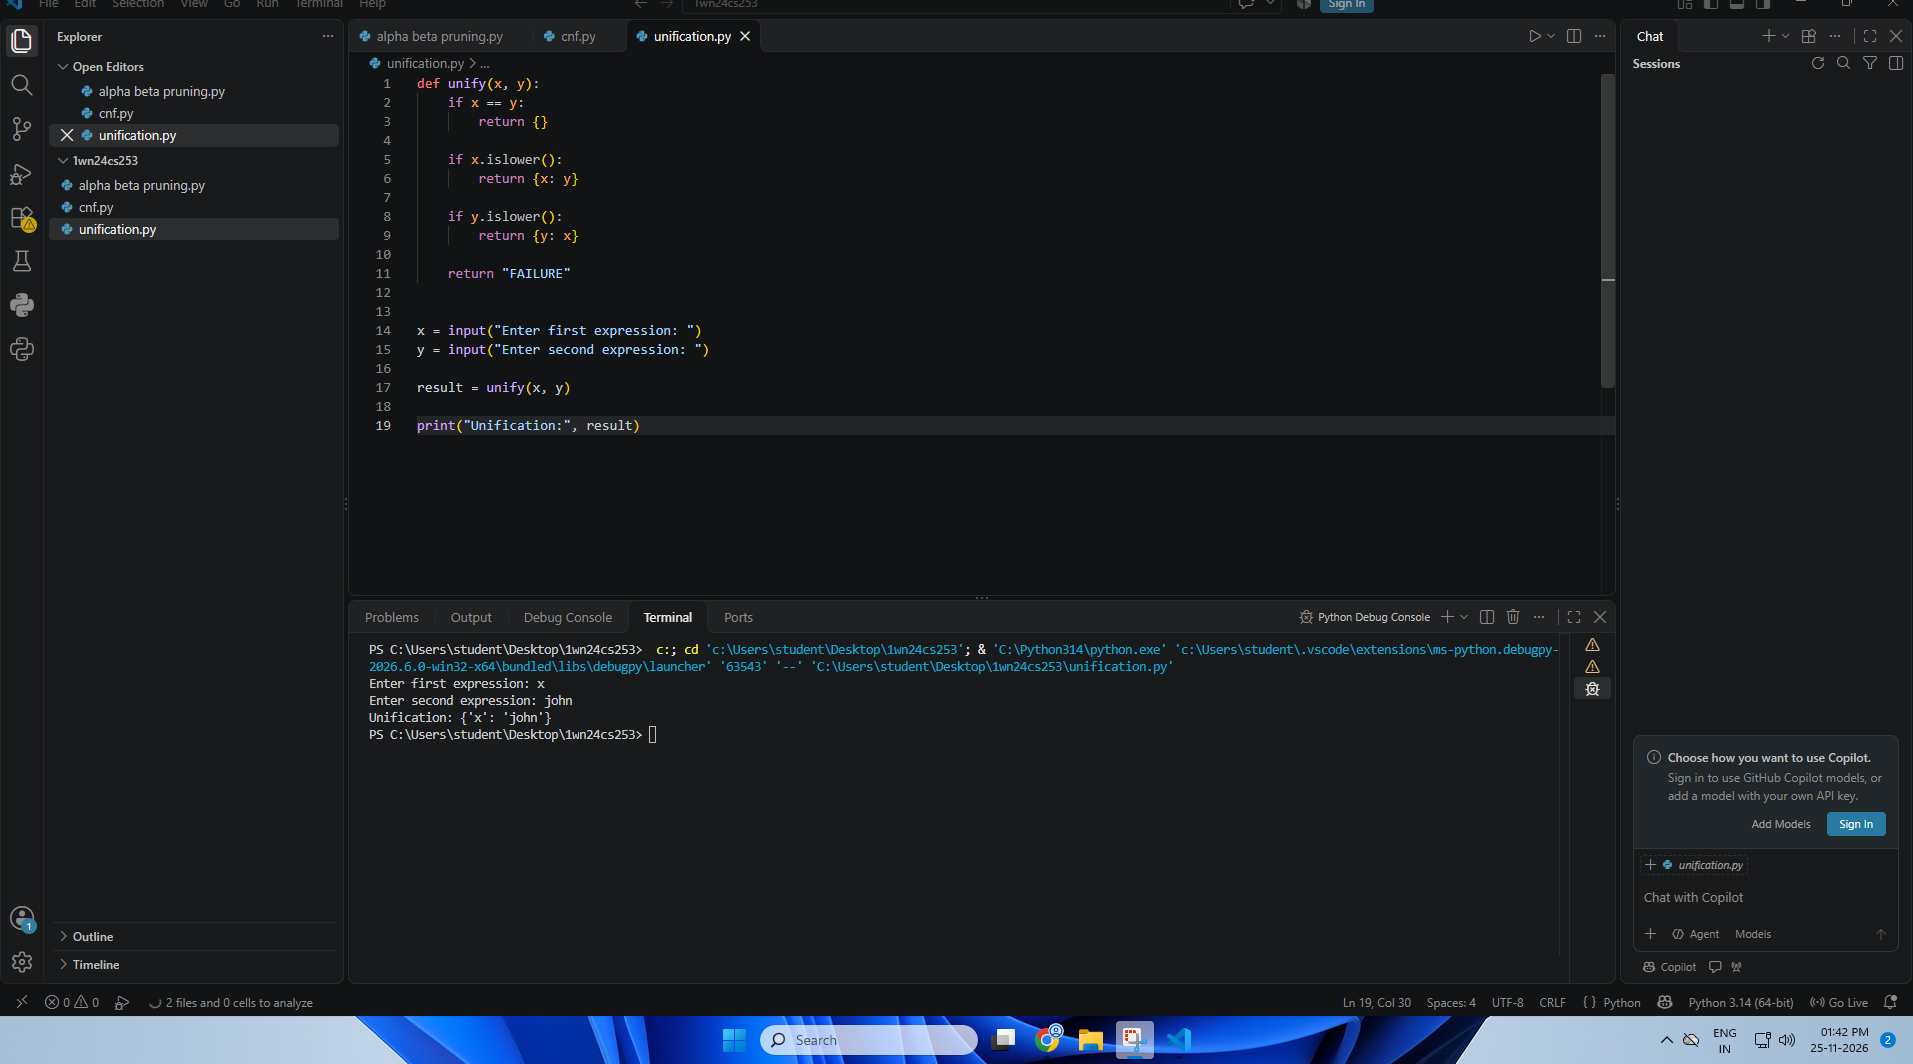 File Edit Selection View Go Run Terminal Help
1wn24cs253
Sign In
Explorer
Open Editors
alpha beta pruning.py
cnf.py
unification.py
1wn24cs253
alpha beta pruning.py
cnf.py
unification.py
Outline
Timeline
alpha beta pruning.py cnf.py unification.py
unification.py > ...
1 def unify(x, y):
2 if x == y:
3 return {}
4
5 if x.islower():
6 return {x: y}
7
8 if y.islower():
9 return {y: x}
10
11 return "FAILURE"
12
13
14 x = input("Enter first expression: ")
15 y = input("Enter second expression: ")
16
17 result = unify(x, y)
18
19 print("Unification:", result)
Problems Output Debug Console Terminal Ports
Python Debug Console
PS C:\Users\student\Desktop\1wn24cs253> c:; cd 'c:\Users\student\Desktop\1wn24cs253'; & 'C:\Python314\python.exe' 'c:\Users\student\.vscode\extensions\ms-python.debugpy-
2026.6.0-win32-x64\bundled\libs\debugpy\launcher' '63543' '--' 'C:\Users\student\Desktop\1wn24cs253\unification.py'
Enter first expression: x
Enter second expression: john
Unification: {'x': 'john'}
PS C:\Users\student\Desktop\1wn24cs253>
Chat
Sessions
Choose how you want to use Copilot.
Sign in to use GitHub Copilot models, or
add a model with your own API key.
Add Models Sign In
unification.py
Chat with Copilot
Agent Models
Copilot
1
0 0 2 files and 0 cells to analyze
Ln 19, Col 30 Spaces: 4 UTF-8 CRLF { } Python Python 3.14 (64-bit) Go Live
Search
ENG
IN
01:42 PM
25-11-2026
2